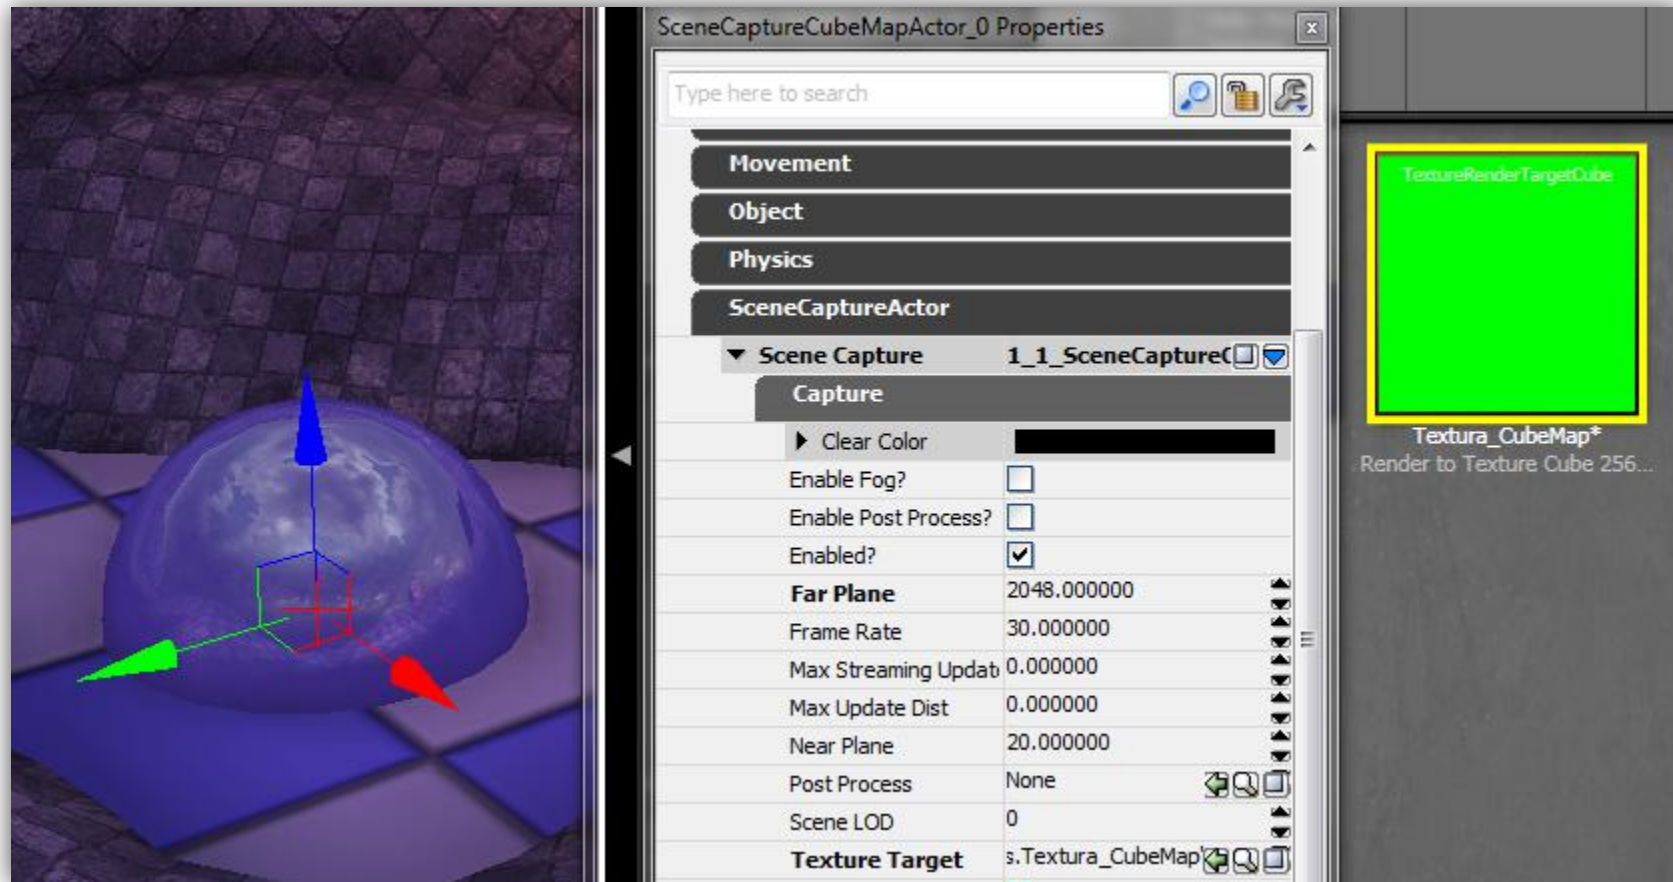 SceneCaptureCubeMapActor_0 Properties
Type here to search
Movement
Object
Physics
SceneCaptureActor
Scene Capture 1_1_SceneCaptureC
Capture
Clear Color
Enable Fog?
Enable Post Process?
Enabled?
Far Plane 2048.000000
Frame Rate 30.000000
Max Streaming Updat 0.000000
Max Update Dist 0.000000
Near Plane 20.000000
Post Process None
Scene LOD 0
Texture Target s.Textura_CubeMap'
TextureRenderTargetCube
Textura_CubeMap*
Render to Texture Cube 256...